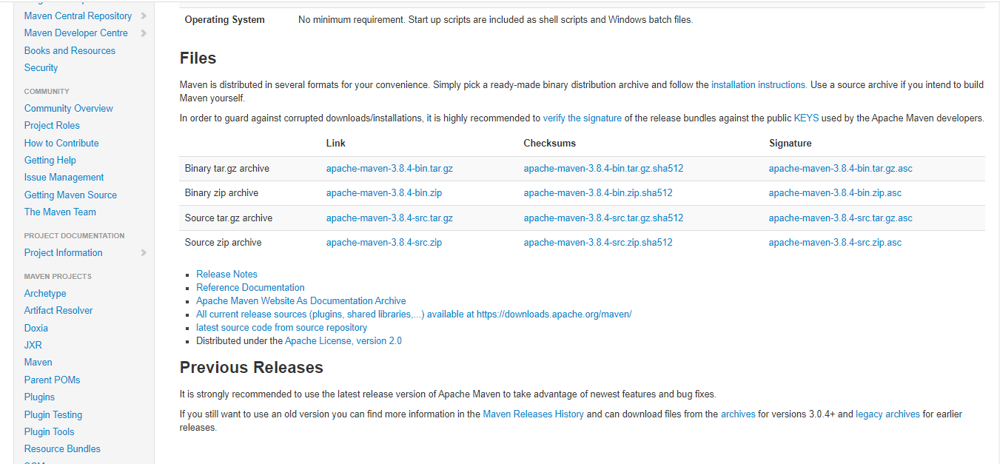 Maven Central Repository
Maven Developer Centre
Books and Resources
Security
COMMUNITY
Community Overview
Project Roles
How to Contribute
Getting Help
Issue Management
Getting Maven Source
The Maven Team
PROJECT DOCUMENTATION
Project Information
MAVEN PROJECTS
Archetype
Artifact Resolver
Doxia
JXR
Maven
Parent POMs
Plugins
Plugin Testing
Plugin Tools
Resource Bundles
Operating System No minimum requirement. Start up scripts are included as shell scripts and Windows batch files.
Files
Maven is distributed in several formats for your convenience. Simply pick a ready-made binary distribution archive and follow the installation instructions. Use a source archive if you intend to build
Maven yourself.
In order to guard against corrupted downloads/installations, it is highly recommended to verify the signature of the release bundles against the public KEYS used by the Apache Maven developers.
Link Checksums Signature
Binary tar.gz archive apache-maven-3.8.4-bin.tar.gz apache-maven-3.8.4-bin.tar.gz.sha512 apache-maven-3.8.4-bin.tar.gz.asc
Binary zip archive apache-maven-3.8.4-bin.zip apache-maven-3.8.4-bin.zip.sha512 apache-maven-3.8.4-bin.zip.asc
Source tar.gz archive apache-maven-3.8.4-src.tar.gz apache-maven-3.8.4-src.tar.gz.sha512 apache-maven-3.8.4-src.tar.gz.asc
Source zip archive apache-maven-3.8.4-src.zip apache-maven-3.8.4-src.zip.sha512 apache-maven-3.8.4-src.zip.asc
Release Notes
Reference Documentation
Apache Maven Website As Documentation Archive
All current release sources (plugins, shared libraries,...) available at https://downloads.apache.org/maven/
latest source code from source repository
Distributed under the Apache License, version 2.0
Previous Releases
It is strongly recommended to use the latest release version of Apache Maven to take advantage of newest features and bug fixes.
If you still want to use an old version you can find more information in the Maven Releases History and can download files from the archives for versions 3.0.4+ and legacy archives for earlier
releases.